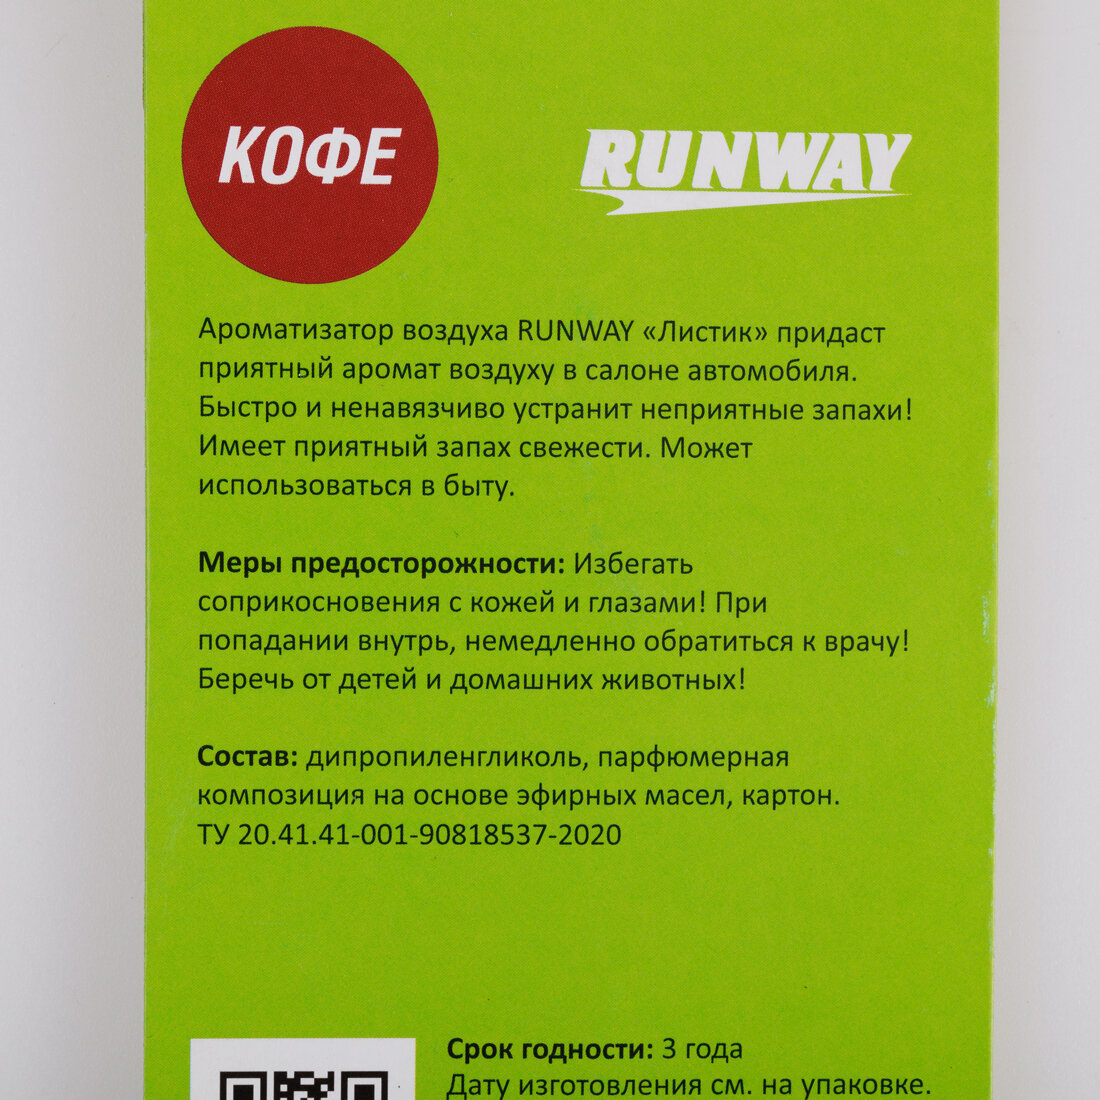 КОФЕ
RUNWAY
Ароматизатор воздуха RUNWAY «Листик» придаст
приятный аромат воздуху в салоне автомобиля.
Быстро и ненавязчиво устранит неприятные запахи!
Имеет приятный запах свежести. Может
использоваться в быту.
Меры предосторожности: Избегать
соприкосновения с кожей и глазами! При
попадании внутрь, немедленно обратиться к врачу!
Беречь от детей и домашних животных!
Состав: дипропиленгликоль, парфюмерная
композиция на основе эфирных масел, картон.
ТУ 20.41.41-001-90818537-2020
Срок годности: 3 года
Дату изготовления см. на упаковке.